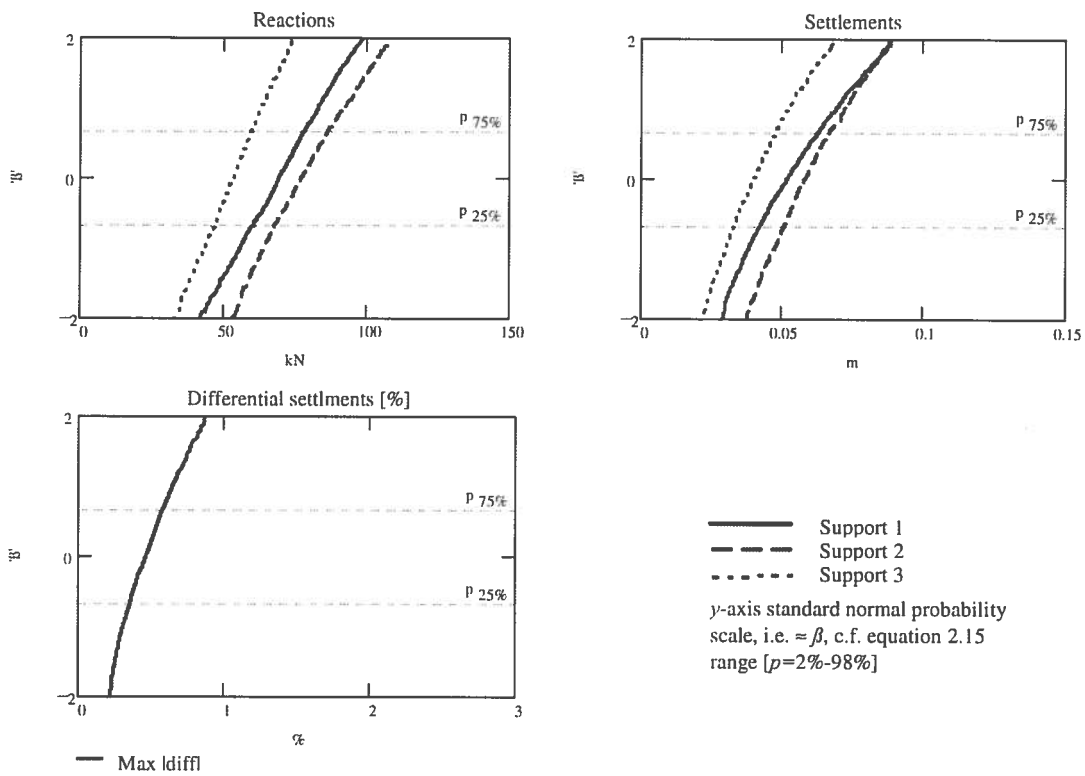 Reactions
2
p 75%
'β'
0
p 25%
−2
0
50
100
150
kN
Settlements
2
p 75%
'β'
0
p 25%
−2
0
0.05
0.1
0.15
m
Differential settlments [%]
2
p 75%
'β'
0
p 25%
−2
0
1
2
3
%
Max |diff|
Support 1
Support 2
Support 3
y-axis standard normal probability
scale, i.e. ≈ β, c.f. equation 2.15
range [p=2%-98%]